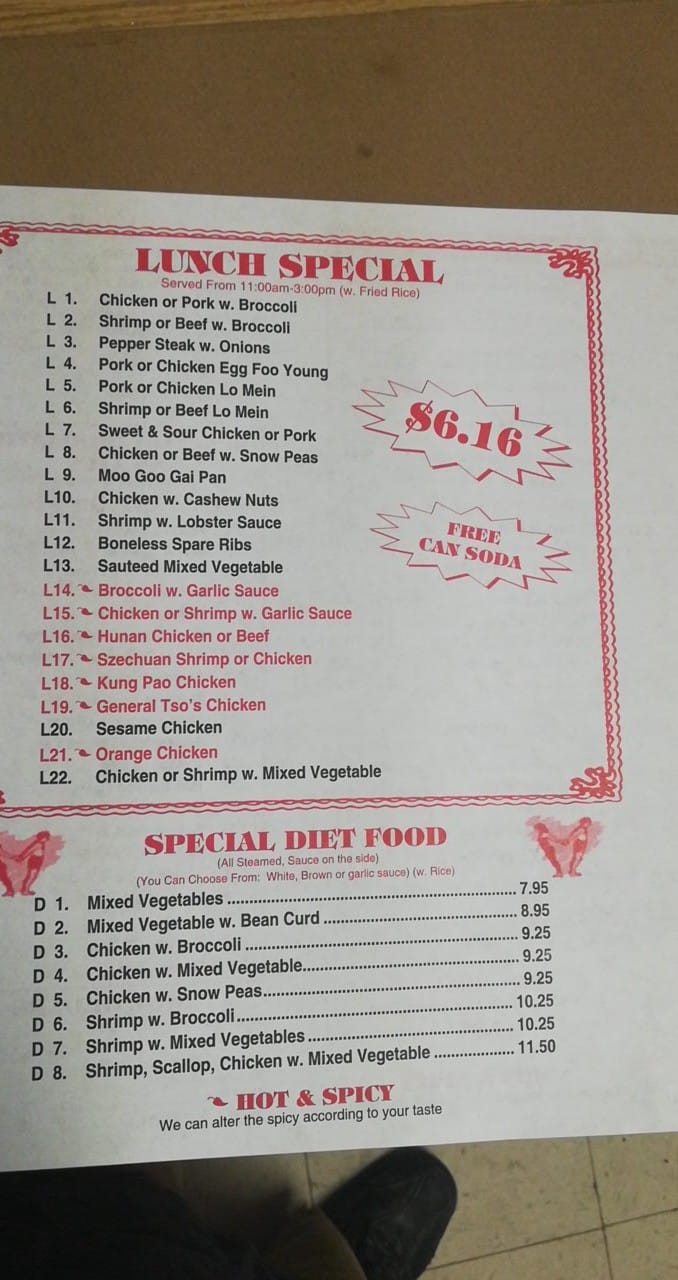 LUNCH SPECIAL
Served From 11:00am-3:00pm (w. Fried Rice)
L 1. Chicken or Pork w. Broccoli
L 2. Shrimp or Beef w. Broccoli
L 3. Pepper Steak w. Onions
L 4. Pork or Chicken Egg Foo Young
L 5. Pork or Chicken Lo Mein
L 6. Shrimp or Beef Lo Mein
L 7. Sweet & Sour Chicken or Pork
L 8. Chicken or Beef w. Snow Peas
L 9. Moo Goo Gai Pan
L10. Chicken w. Cashew Nuts
L11. Shrimp w. Lobster Sauce
L12. Boneless Spare Ribs
L13. Sauteed Mixed Vegetable
L14. Broccoli w. Garlic Sauce
L15. Chicken or Shrimp w. Garlic Sauce
L16. Hunan Chicken or Beef
L17. Szechuan Shrimp or Chicken
L18. Kung Pao Chicken
L19. General Tso's Chicken
L20. Sesame Chicken
L21. Orange Chicken
L22. Chicken or Shrimp w. Mixed Vegetable
$6.16
FREE
CAN SODA
SPECIAL DIET FOOD
(All Steamed, Sauce on the side)
(You Can Choose From: White, Brown or garlic sauce) (w. Rice)
D 1. Mixed Vegetables ........ 7.95
D 2. Mixed Vegetable w. Bean Curd ........ 8.95
D 3. Chicken w. Broccoli ........ 9.25
D 4. Chicken w. Mixed Vegetable........ 9.25
D 5. Chicken w. Snow Peas........ 9.25
D 6. Shrimp w. Broccoli........ 10.25
D 7. Shrimp w. Mixed Vegetables ........ 10.25
D 8. Shrimp, Scallop, Chicken w. Mixed Vegetable ........ 11.50
HOT & SPICY
We can alter the spicy according to your taste